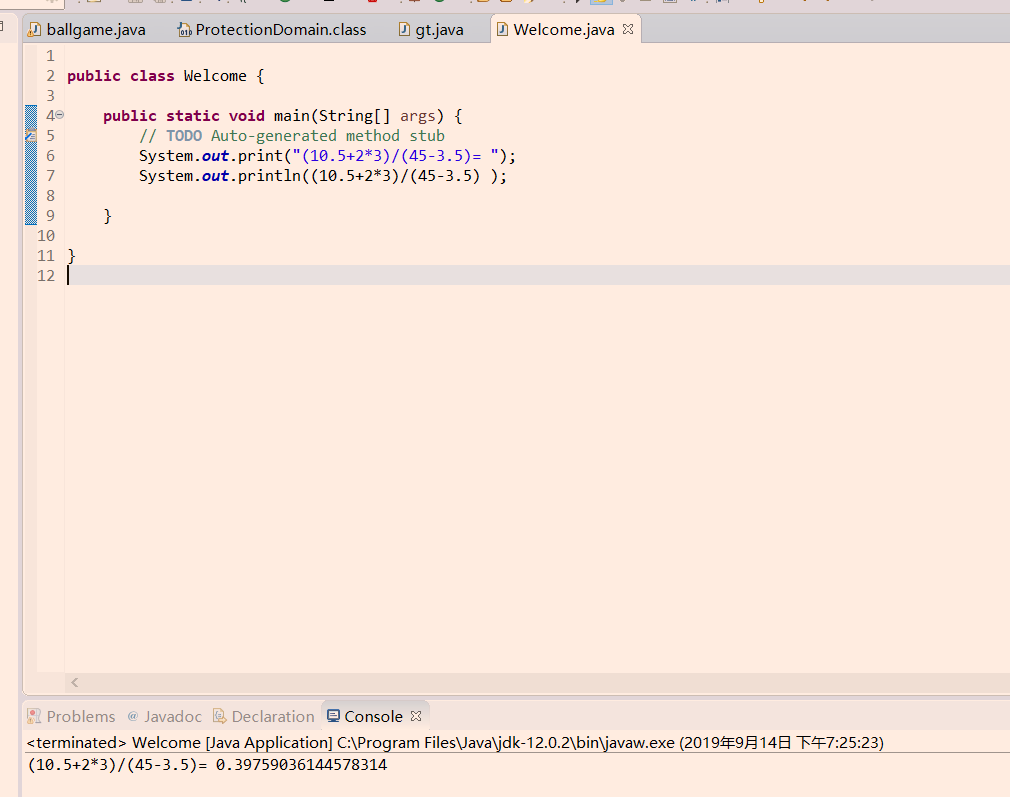 ballgame.java ProtectionDomain.class gt.java Welcome.java
1
2 public class Welcome {
3
4 public static void main(String[] args) {
5 // TODO Auto-generated method stub
6 System.out.print("(10.5+2*3)/(45-3.5)= ");
7 System.out.println((10.5+2*3)/(45-3.5) );
8
9 }
10
11 }
12
Problems @ Javadoc Declaration Console
<terminated> Welcome [Java Application] C:\Program Files\Java\jdk-12.0.2\bin\javaw.exe (2019年9月14日 下午7:25:23)
(10.5+2*3)/(45-3.5)= 0.39759036144578314